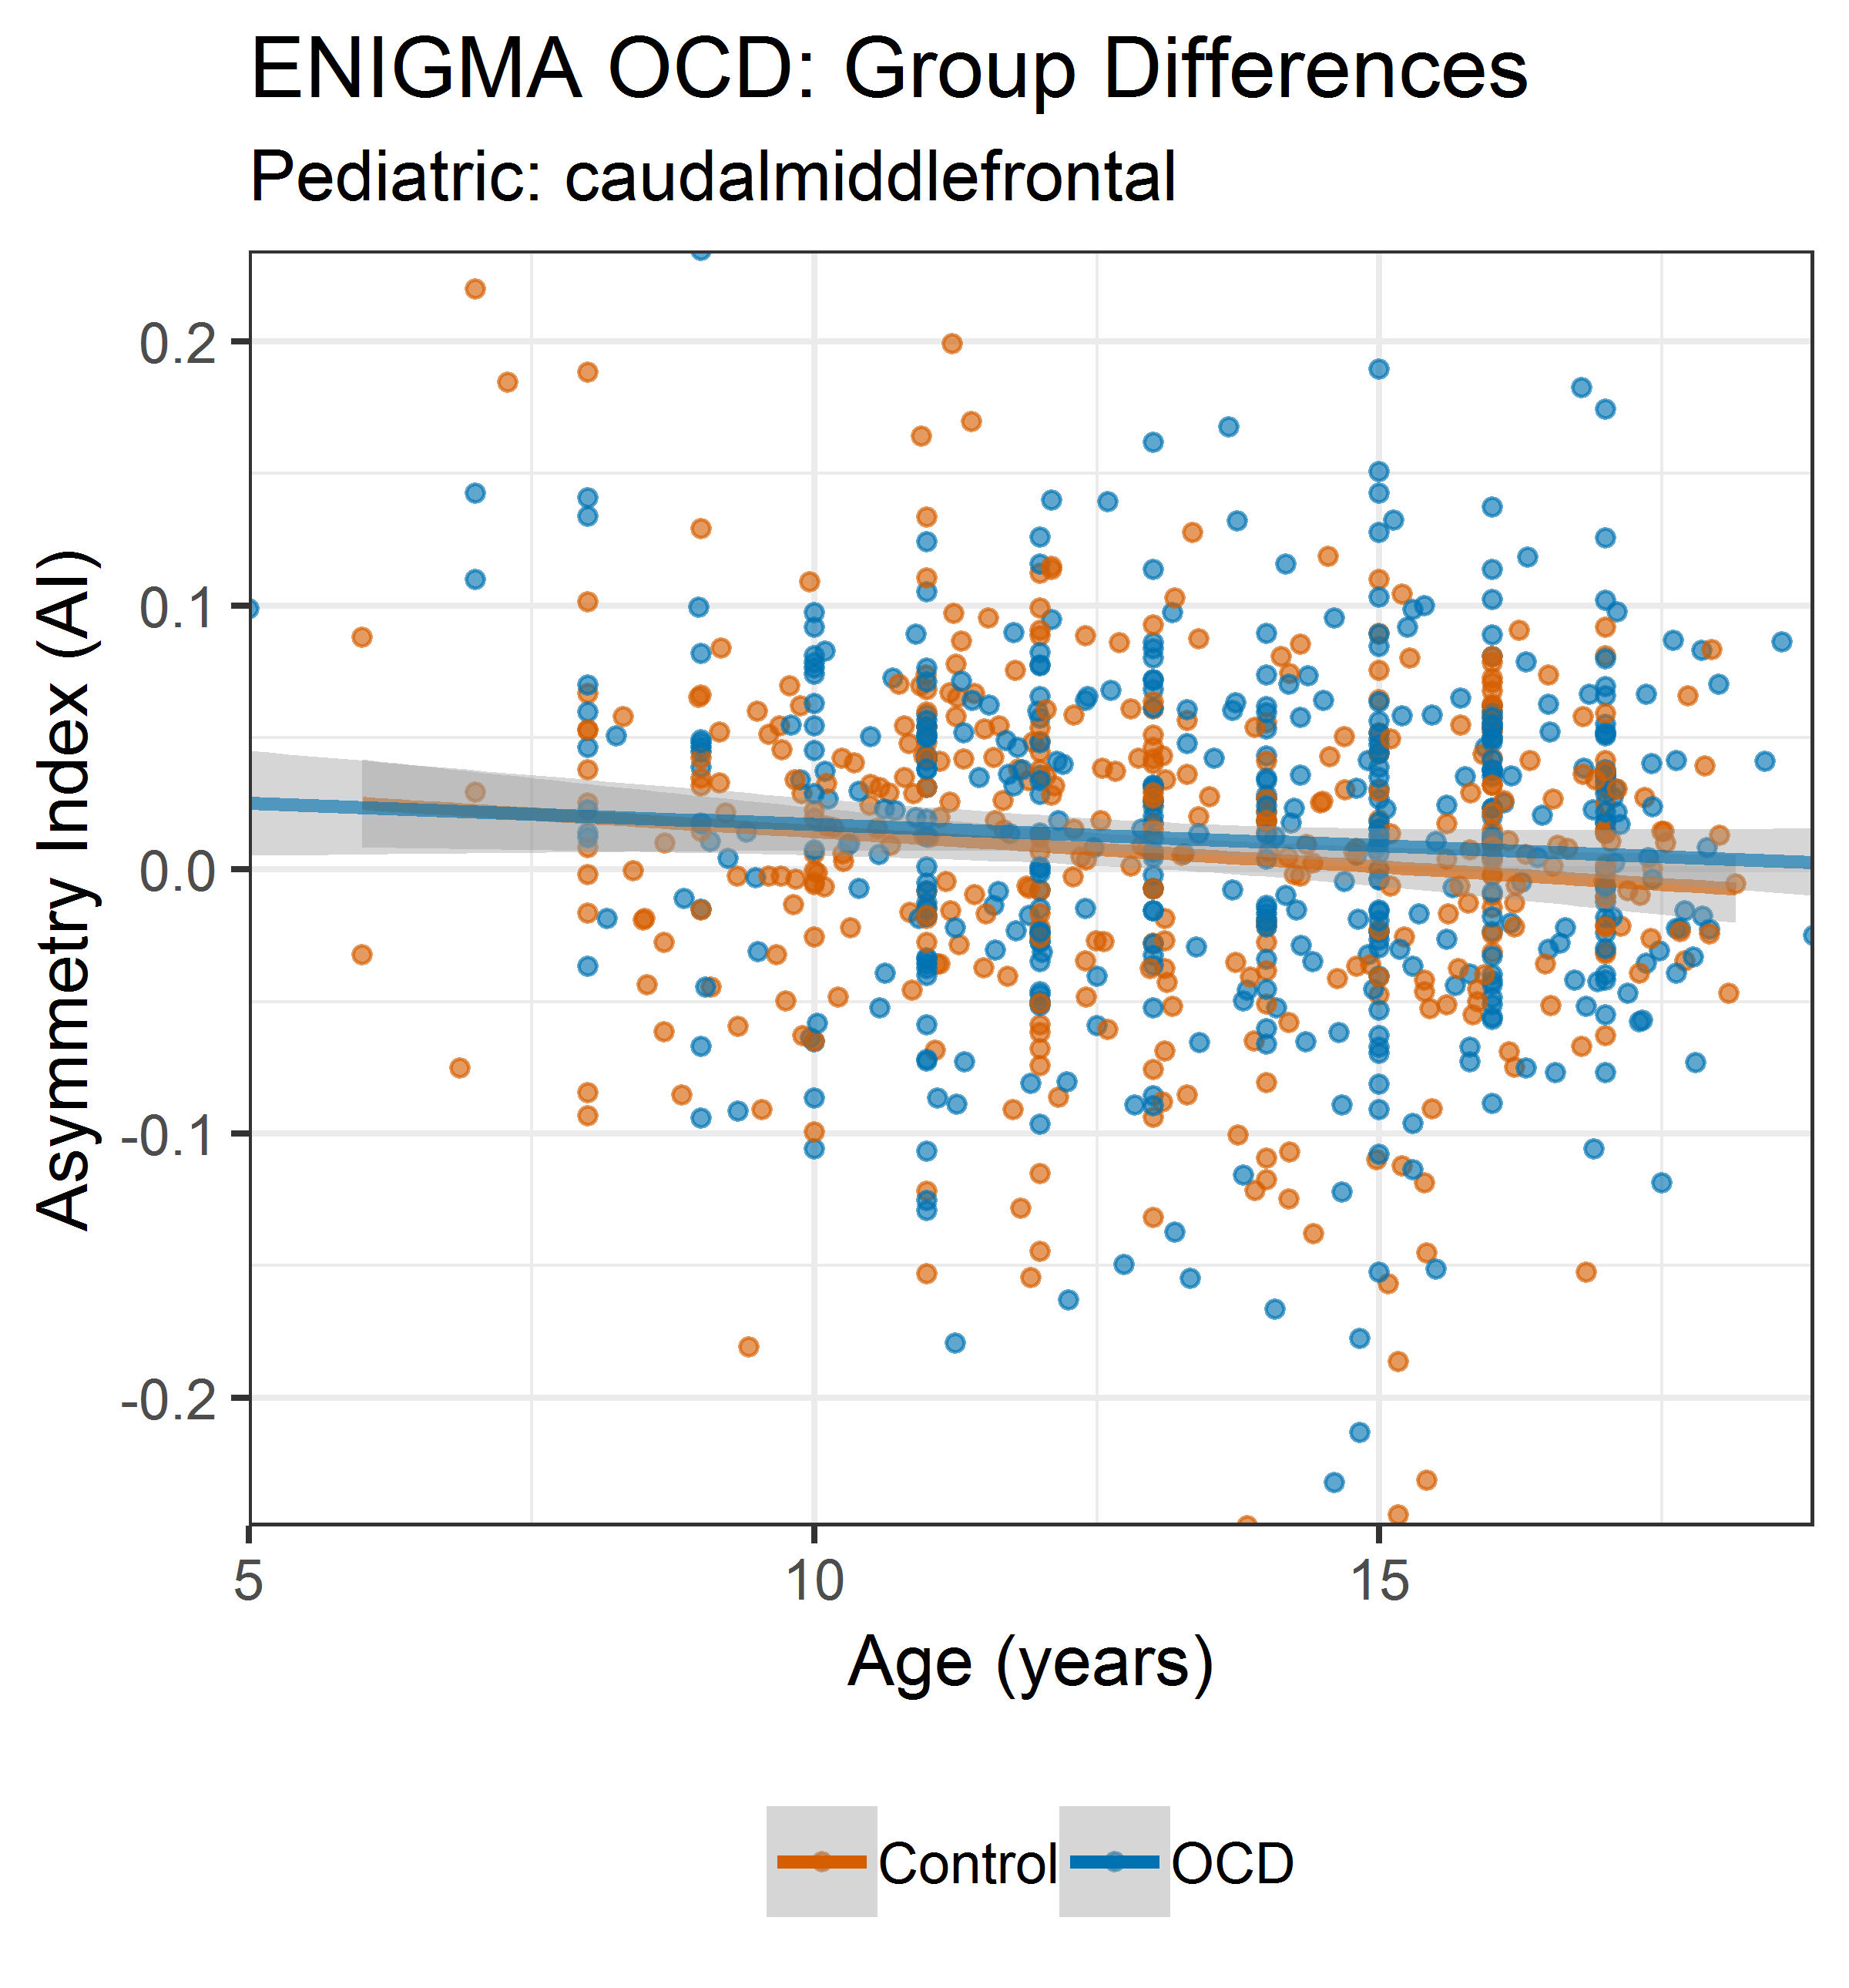 ENIGMA OCD: Group Differences
Pediatric: caudalmiddlefrontal
Asymmetry Index (AI)
0.2
0.1
0.0
-0.1
-0.2
5 10 15
Age (years)
Control OCD